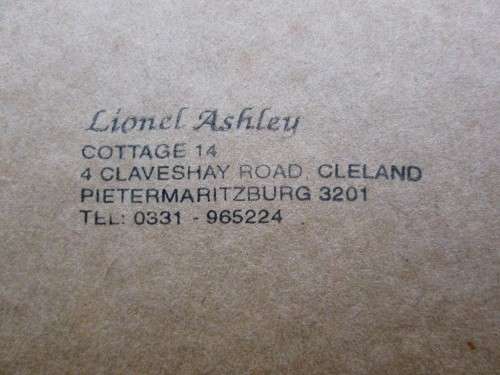 Lionel Ashley
COTTAGE 14
4 CLAVESHAY ROAD, CLELAND
PIETERMARITZBURG 3201
TEL: 0331 - 965224